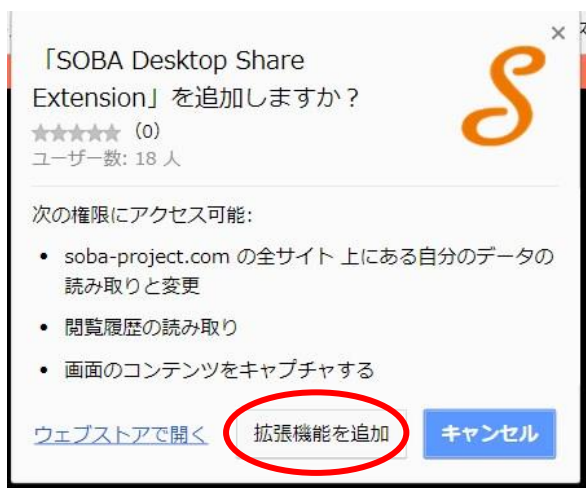 「SOBA Desktop Share
Extension」を追加しますか？
★★★★★ (0)
ユーザー数: 18 人
次の権限にアクセス可能:
• soba-project.com の全サイト 上にある自分のデータの
読み取りと変更
• 閲覧履歴の読み取り
• 画面のコンテンツをキャプチャする
ウェブストアで開く 拡張機能を追加 キャンセル